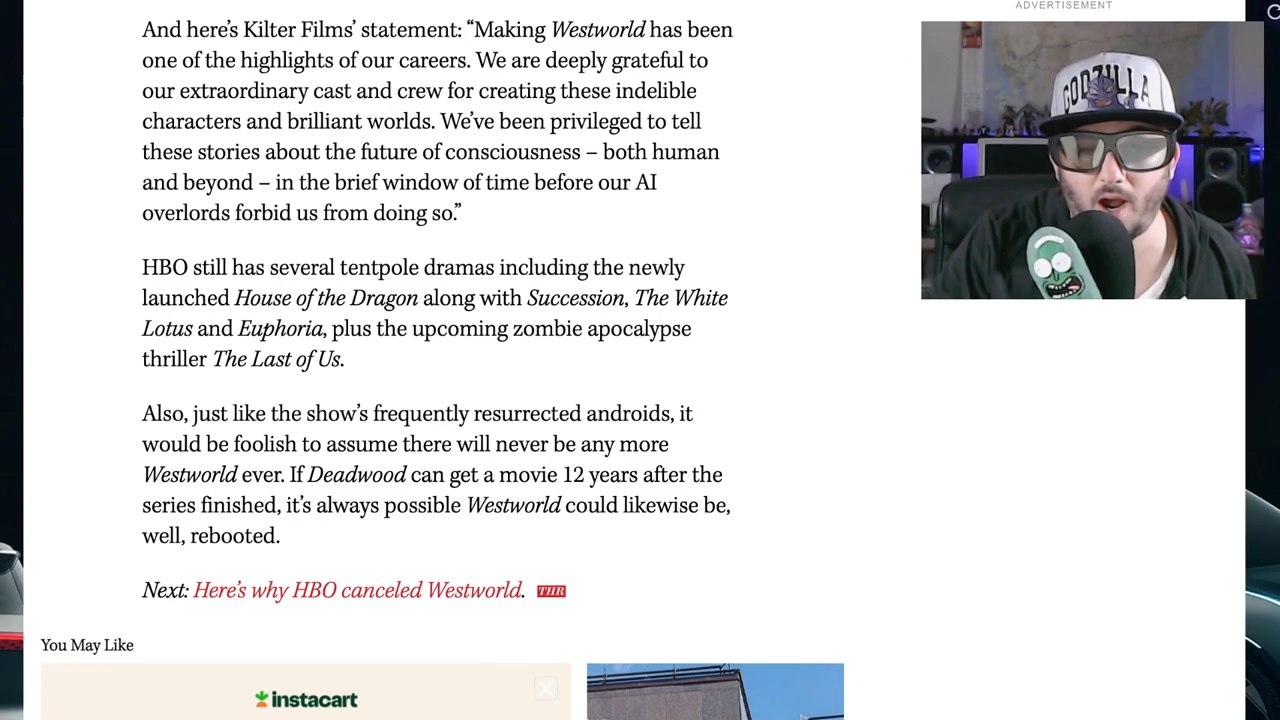 ADVERTISEMENT
And here’s Kilter Films’ statement: “Making Westworld has been
one of the highlights of our careers. We are deeply grateful to
our extraordinary cast and crew for creating these indelible
characters and brilliant worlds. We’ve been privileged to tell
these stories about the future of consciousness – both human
and beyond – in the brief window of time before our AI
overlords forbid us from doing so.”
GODZILLA
HBO still has several tentpole dramas including the newly
launched House of the Dragon along with Succession, The White
Lotus and Euphoria, plus the upcoming zombie apocalypse
thriller The Last of Us.
Also, just like the show’s frequently resurrected androids, it
would be foolish to assume there will never be any more
Westworld ever. If Deadwood can get a movie 12 years after the
series finished, it’s always possible Westworld could likewise be,
well, rebooted.
Next: Here’s why HBO canceled Westworld. THR
You May Like
instacart